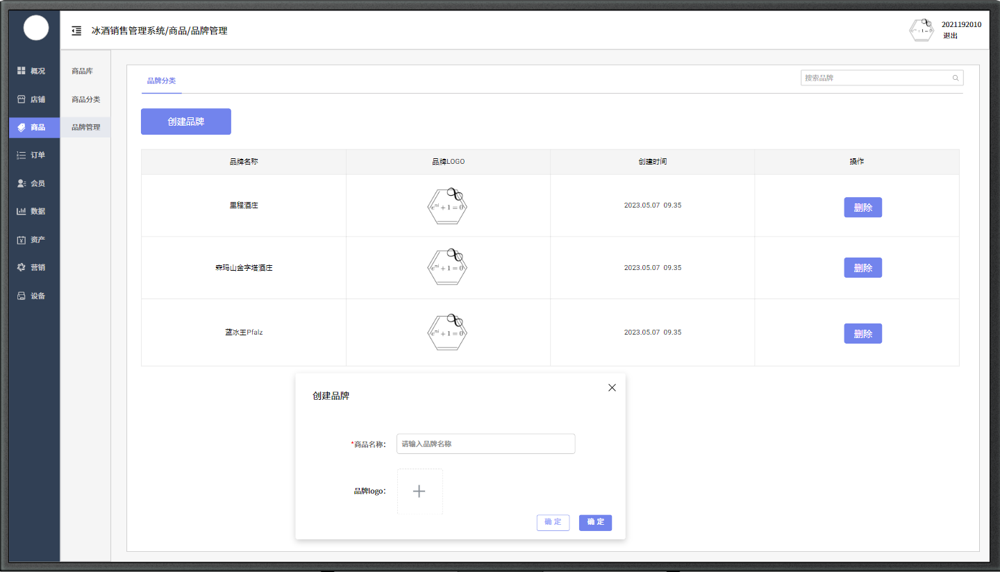 冰酒销售管理系统/商品/品牌管理
2021192010
退出
概况
店铺
商品
订单
会员
数据
资产
营销
设备
商品库
商品分类
品牌管理
品牌分类
搜索品牌
创建品牌
品牌名称 品牌LOGO 创建时间 操作
里程酒庄 e^{πi} + 1 = 0 2023.05.07 09.35 删除
森玛山金字塔酒庄 e^{πi} + 1 = 0 2023.05.07 09.35 删除
蓝冰王Pfalz e^{πi} + 1 = 0 2023.05.07 09.35 删除
创建品牌
*商品名称： 请输入品牌名称
品牌logo：
确 定 确 定